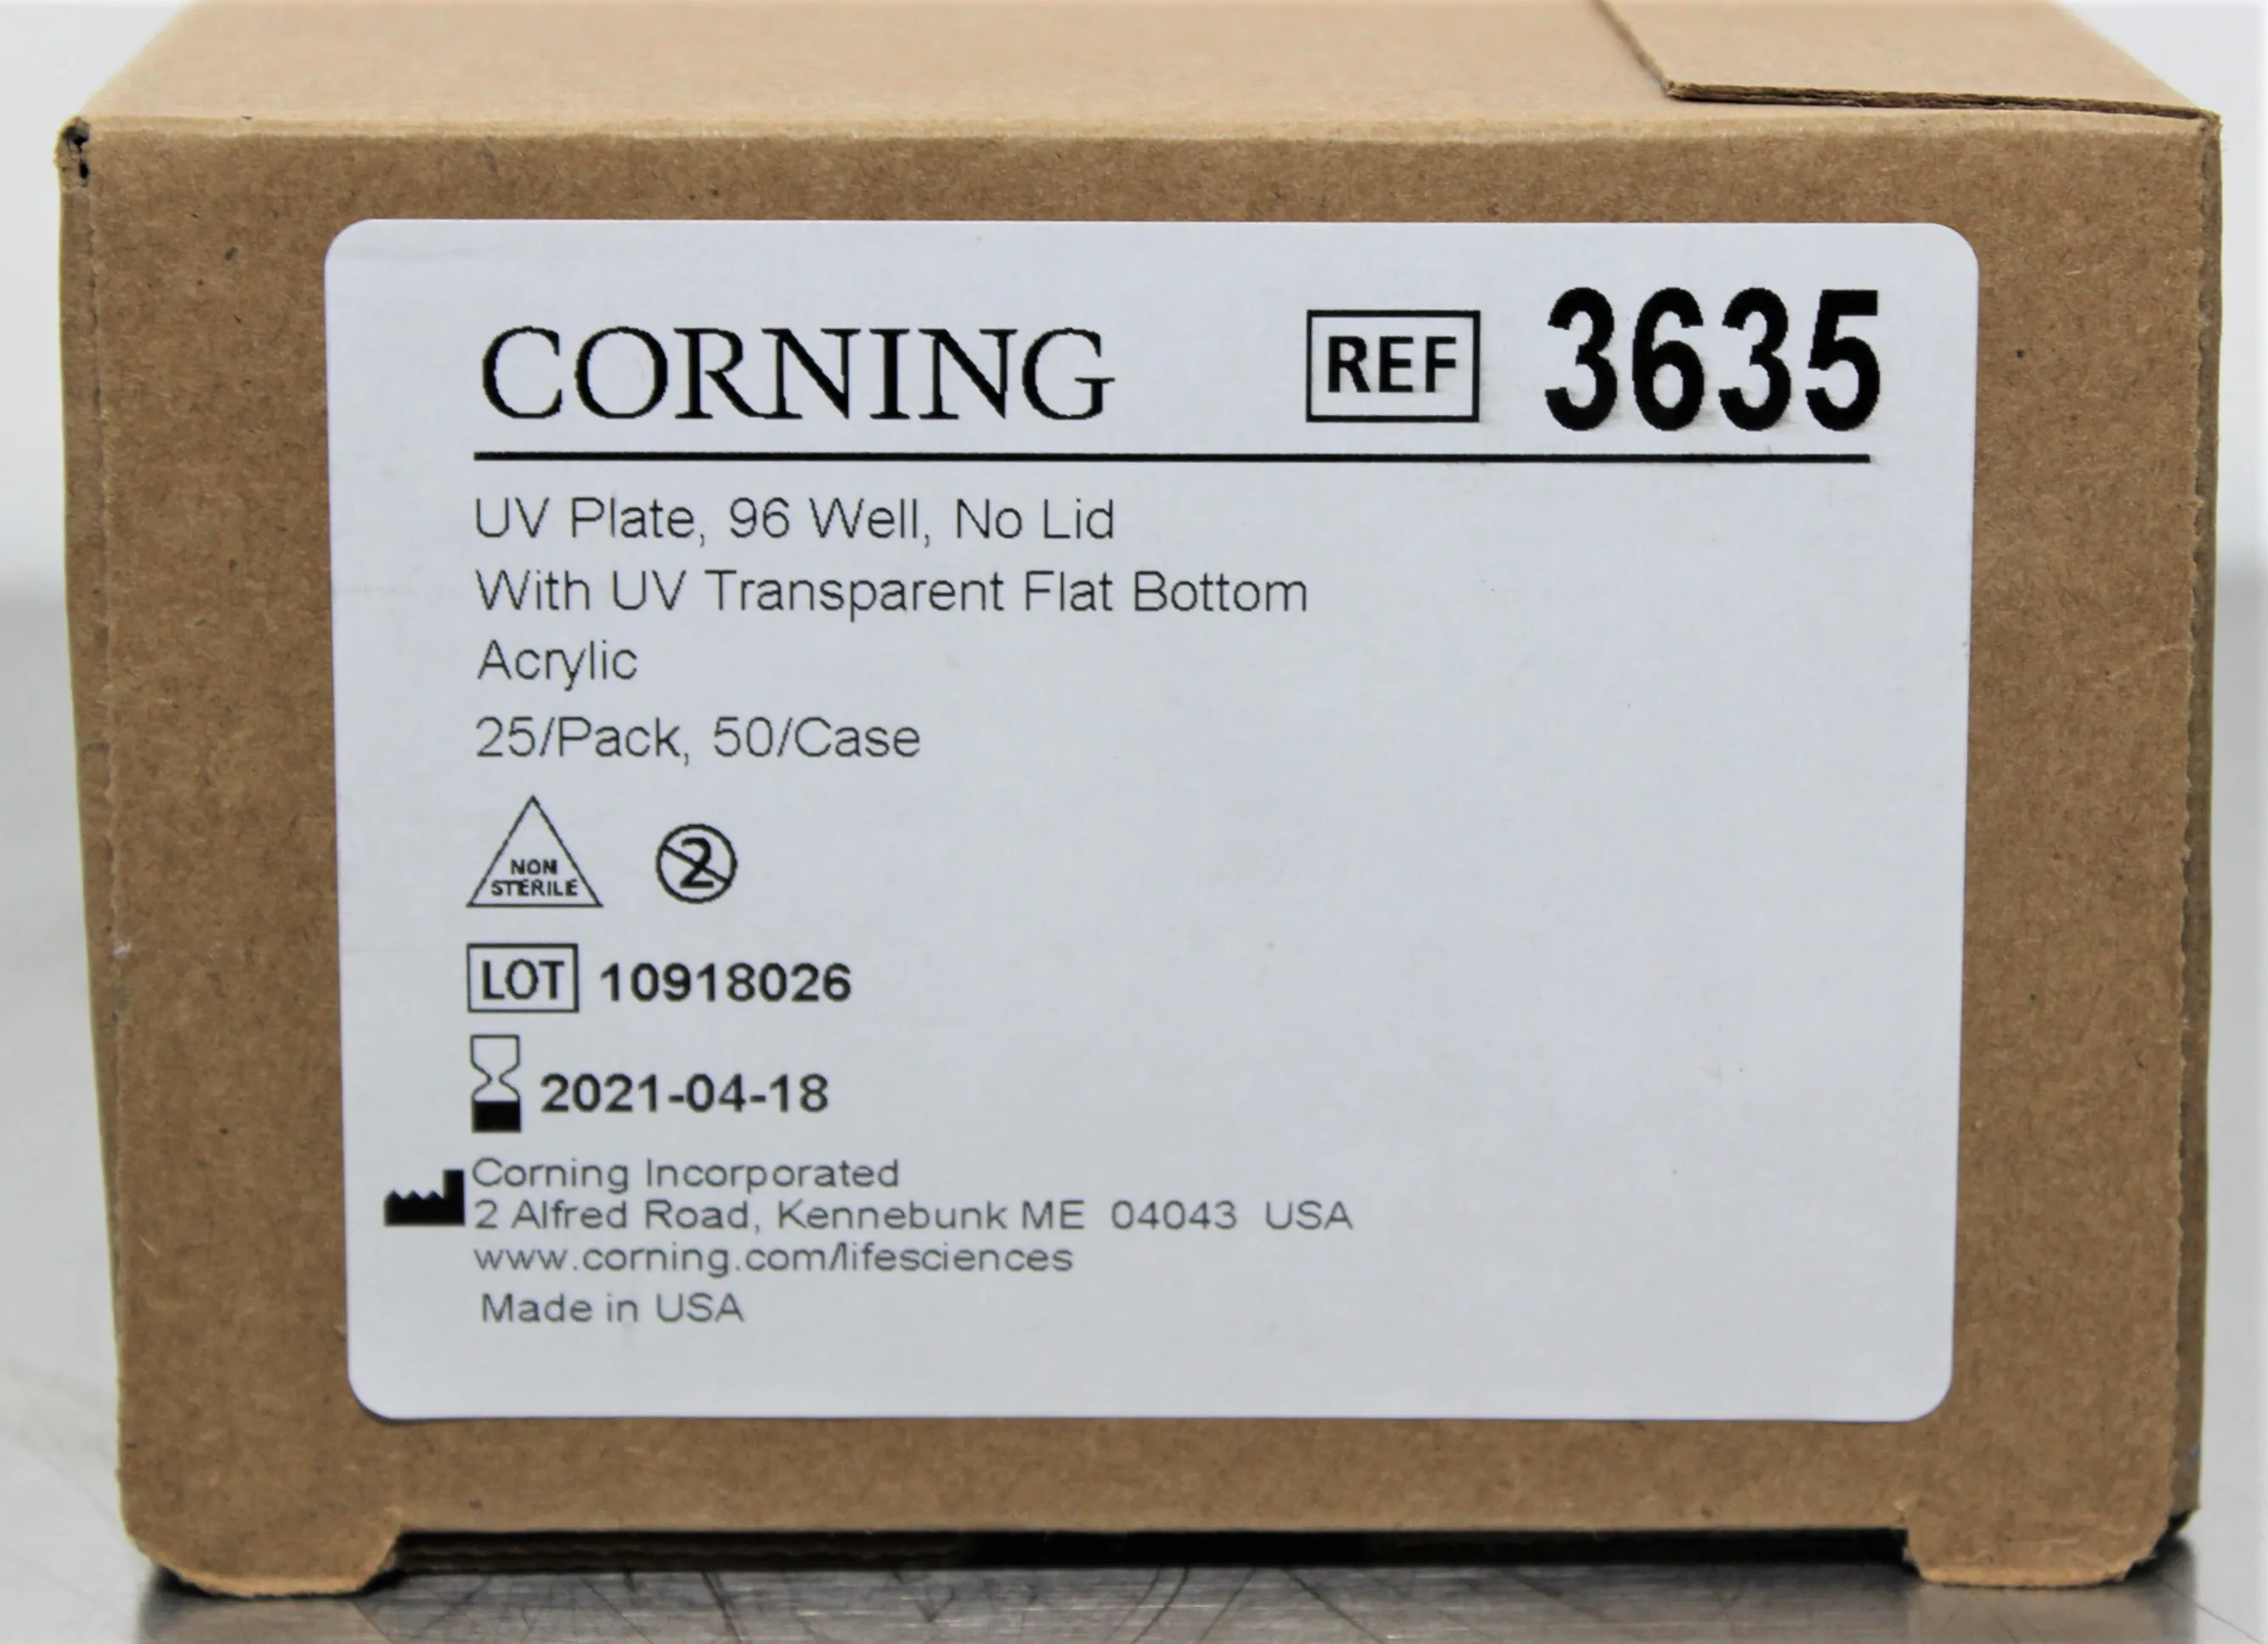 CORNING REF 3635
UV Plate, 96 Well, No Lid
With UV Transparent Flat Bottom
Acrylic
25/Pack, 50/Case
NON
STERILE
2
LOT 10918026
2021-04-18
Corning Incorporated
2 Alfred Road, Kennebunk ME 04043 USA
www.corning.com/lifesciences
Made in USA